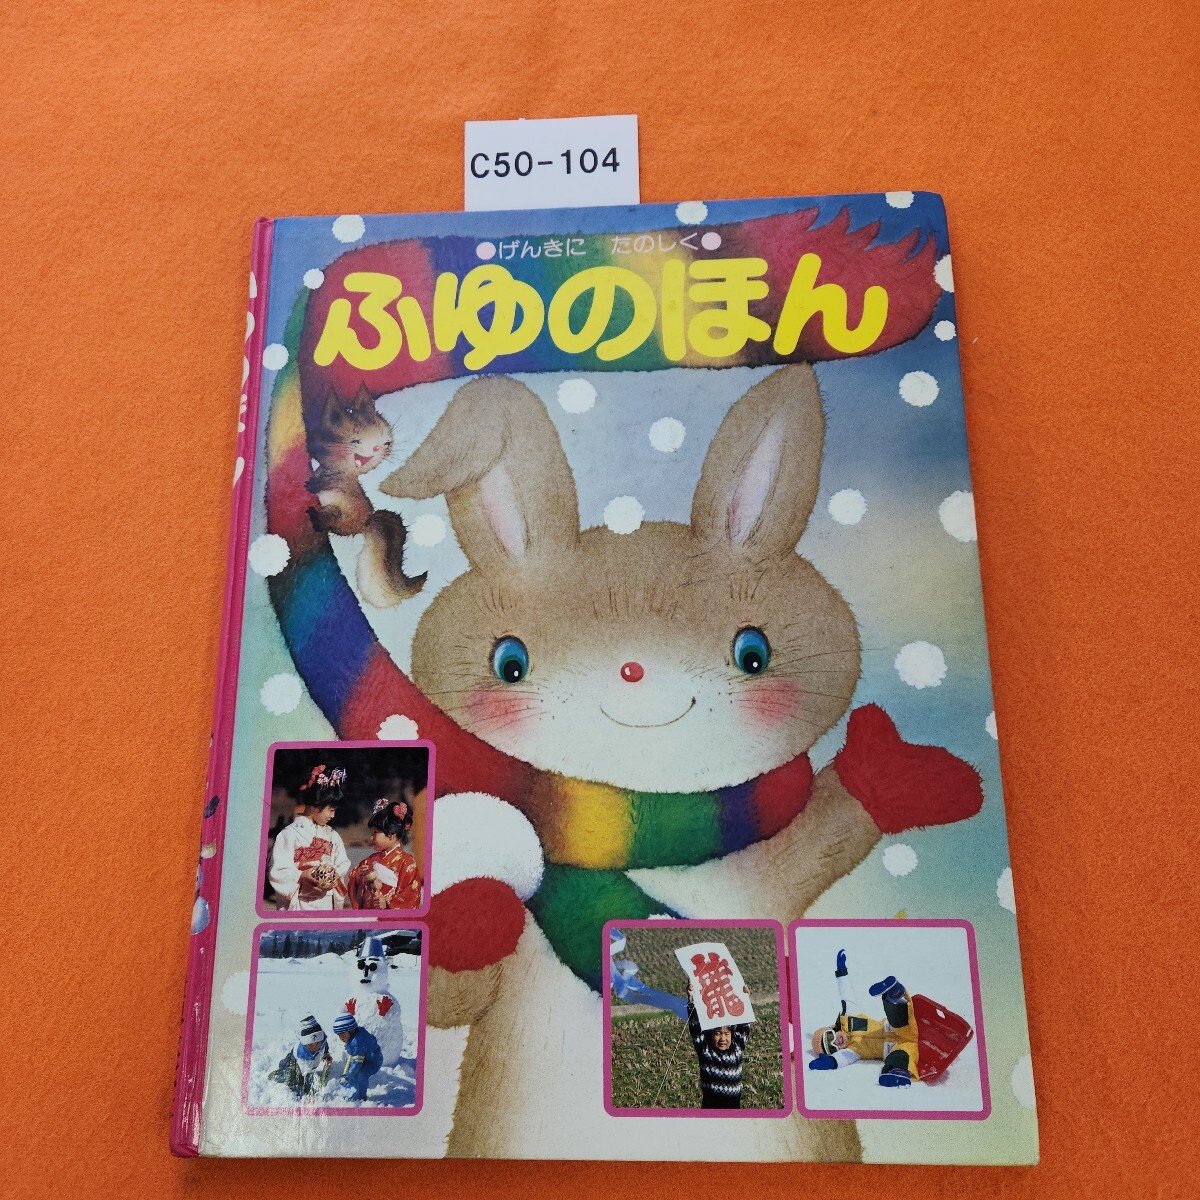 C50-104
●げんきに たのしく●
ふゆのほん
龍